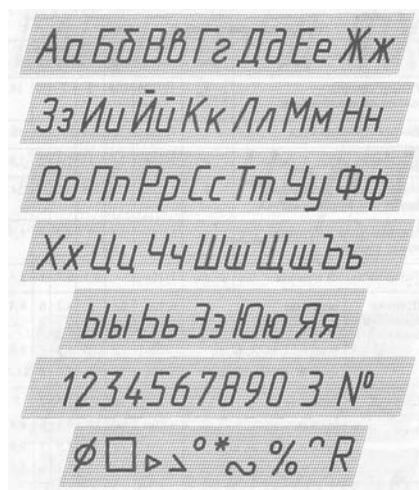 Аа Бб Вв Гг Дд Ее Жж
Зз Ии Йй Кк Лл Мм Нн
Оо Пп Рр Сс Тт Уу Фф
Хх Цц Чч Шш Щщ Ъъ
Ыы Ьь Ээ Юю Яя
1234567890 3 №
⌀ □ ▷ ∠ ° * ∾ % ⌒ R